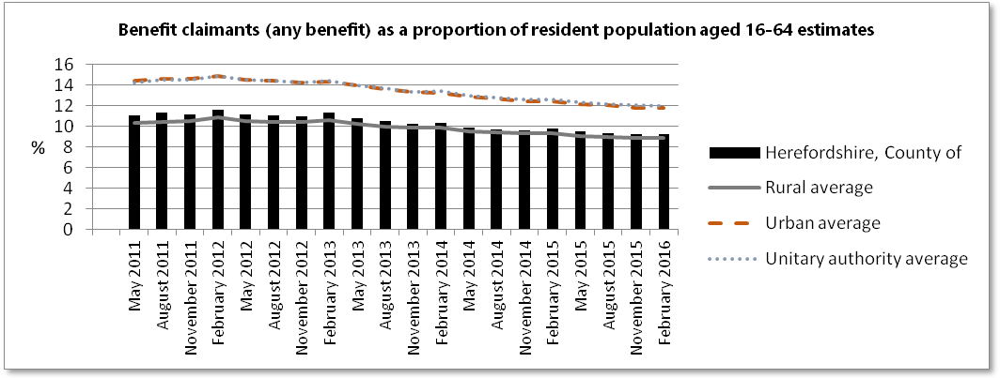 Benefit claimants (any benefit) as a proportion of resident population aged 16-64 estimates
16
14
12
10
8
6
4
2
0
%
May 2011
August 2011
November 2011
February 2012
May 2012
August 2012
November 2012
February 2013
May 2013
August 2013
November 2013
February 2014
May 2014
August 2014
November 2014
February 2015
May 2015
August 2015
November 2015
February 2016
Herefordshire, County of
Rural average
Urban average
Unitary authority average